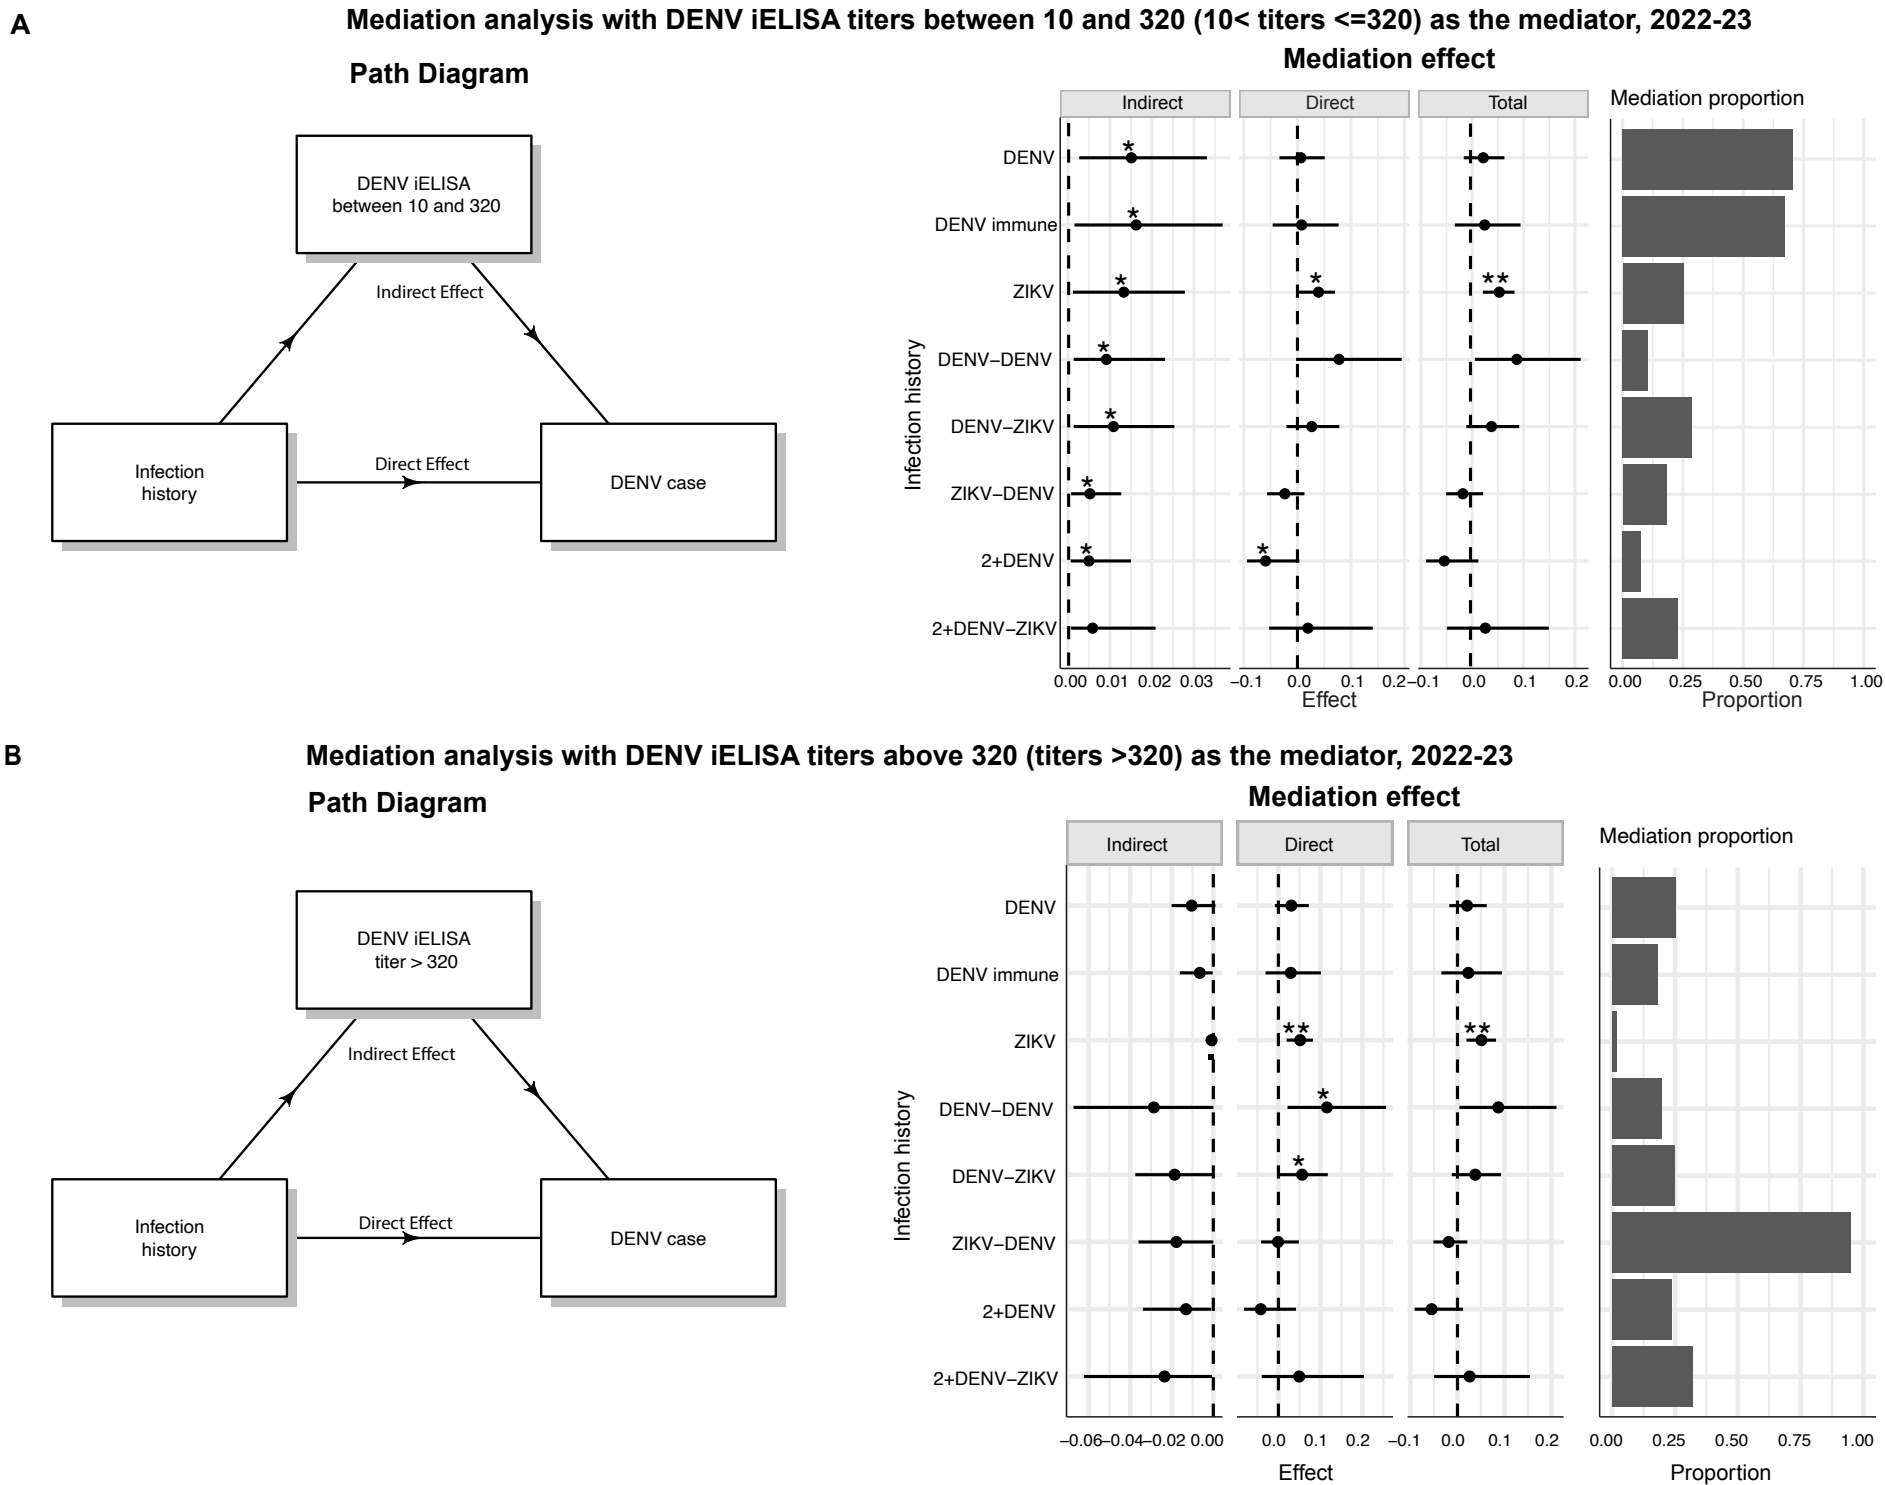 A
Mediation analysis with DENV iELISA titers between 10 and 320 (10< titers <=320) as the mediator, 2022-23
Path Diagram
Mediation effect
DENV iELISA
between 10 and 320
Indirect Effect
Infection
history
Direct Effect
DENV case
Indirect
Direct
Total
Mediation proportion
Infection history
DENV
*
DENV immune
*
ZIKV
*
*
**
DENV−DENV
*
DENV−ZIKV
*
ZIKV−DENV
*
2+DENV
*
*
2+DENV−ZIKV
0.00 0.01 0.02 0.03
−0.1 0.0 0.1 0.2
−0.1 0.0 0.1 0.2
0.00 0.25 0.50 0.75 1.00
Effect
Proportion
B
Mediation analysis with DENV iELISA titers above 320 (titers >320) as the mediator, 2022-23
Path Diagram
Mediation effect
DENV iELISA
titer > 320
Indirect Effect
Infection
history
Direct Effect
DENV case
Indirect
Direct
Total
Mediation proportion
Infection history
DENV
DENV immune
ZIKV
**
**
DENV−DENV
*
DENV−ZIKV
*
ZIKV−DENV
2+DENV
2+DENV−ZIKV
−0.06 −0.04 −0.02 0.00
0.0 0.1 0.2
−0.1 0.0 0.1 0.2
0.00 0.25 0.50 0.75 1.00
Effect
Proportion